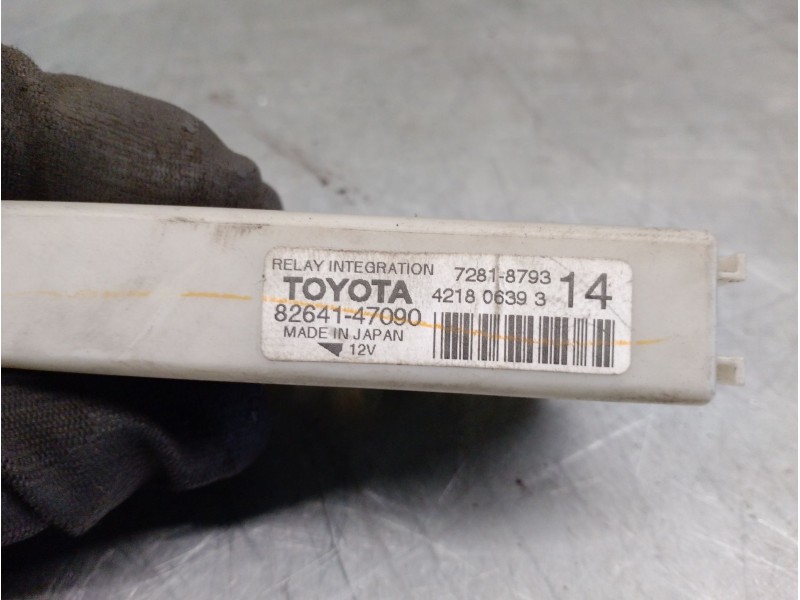 RELAY INTEGRATION 7281-8793 14
TOYOTA 4218 0639 3
82641-47090
MADE IN JAPAN
12V